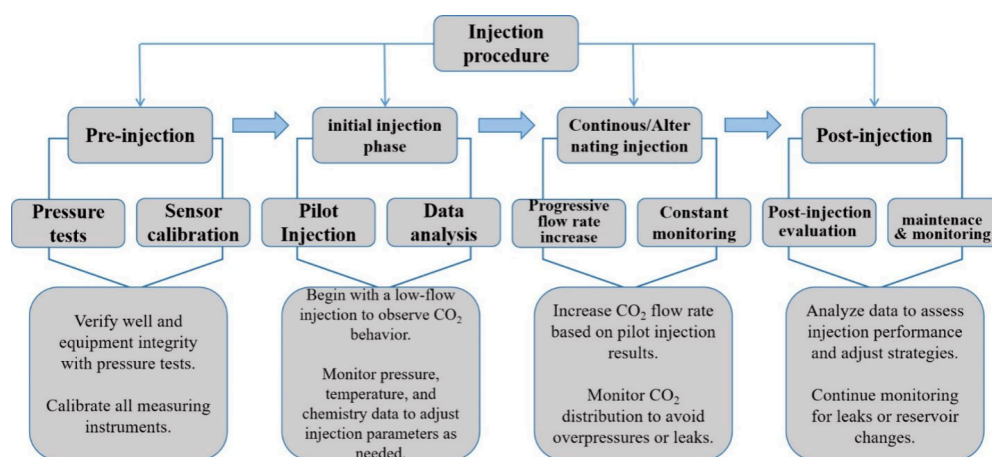 Injection
procedure
Pre-injection
initial injection
phase
Continous/Alter
nating injection
Post-injection
Pressure
tests
Sensor
calibration
Pilot
Injection
Data
analysis
Progressive
flow rate
increase
Constant
monitoring
Post-injection
evaluation
maintenace
& monitoring
Verify well and
equipment integrity
with pressure tests.
Calibrate all measuring
instruments.
Begin with a low-flow
injection to observe CO₂
behavior.
Monitor pressure,
temperature, and
chemistry data to adjust
injection parameters as
needed.
Increase CO₂ flow rate
based on pilot injection
results.
Monitor CO₂
distribution to avoid
overpressures or leaks.
Analyze data to assess
injection performance
and adjust strategies.
Continue monitoring
for leaks or reservoir
changes.